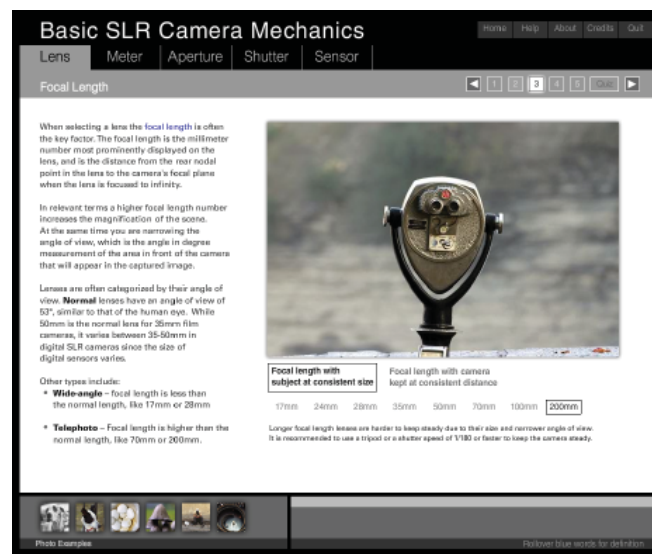 Basic SLR Camera Mechanics
Home Help About Credits Quit
Lens Meter Aperture Shutter Sensor
Focal Length
1 2 3 4 5 Quiz
When selecting a lens the focal length is often
the key factor. The focal length is the millimeter
number most prominently displayed on the
lens, and is the distance from the rear nodal
point in the lens to the camera's focal plane
when the lens is focused to infinity.
In relevant terms a higher focal length number
increases the magnification of the scene.
At the same time you are narrowing the
angle of view, which is the angle in degree
measurement of the area in front of the camera
that will appear in the captured image.
Lenses are often categorized by their angle of
view. Normal lenses have an angle of view of
53°, similar to that of the human eye. While
50mm is the normal lens for 35mm film
cameras, it varies between 35-50mm in
digital SLR cameras since the size of
digital sensors varies.
Other types include:
• Wide-angle – focal length is less than
the normal length, like 17mm or 28mm
• Telephoto – Focal length is higher than the
normal length, like 70mm or 200mm.
Focal length with
subject at consistent size
Focal length with camera
kept at consistent distance
17mm 24mm 28mm 35mm 50mm 70mm 100mm 200mm
Longer focal length lenses are harder to keep steady due to their size and narrower angle of view.
It is recommended to use a tripod or a shutter speed of 1/180 or faster to keep the camera steady.
Photo Examples
Rollover blue words for definition